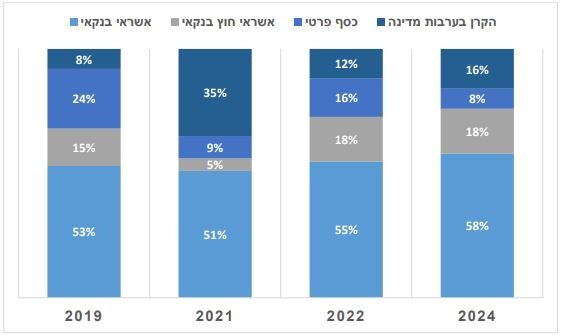 אשראי בנקאי אשראי חוץ בנקאי כסף פרטי הקרן בערבות מדינה
8% 35% 12% 16%
24% 9% 16% 8%
15% 5% 18% 18%
53% 51% 55% 58%
2019 2021 2022 2024